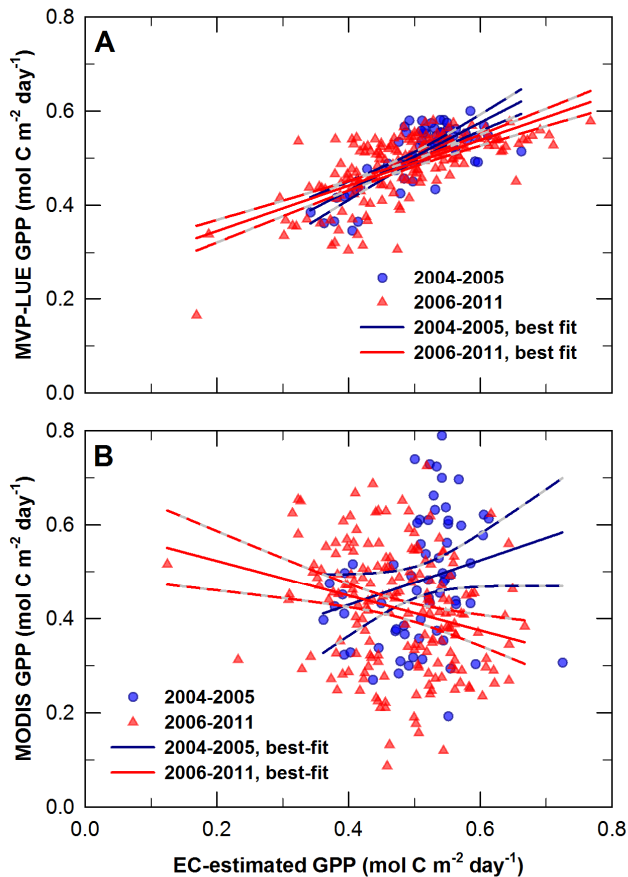 A
0.8
0.6
0.4
0.2
0.0
MVP-LUE GPP (mol C m⁻² day⁻¹)
2004-2005
2006-2011
2004-2005, best fit
2006-2011, best fit
B
0.8
0.6
0.4
0.2
0.0
MODIS GPP (mol C m⁻² day⁻¹)
2004-2005
2006-2011
2004-2005, best-fit
2006-2011, best-fit
0.0 0.2 0.4 0.6 0.8
EC-estimated GPP (mol C m⁻² day⁻¹)